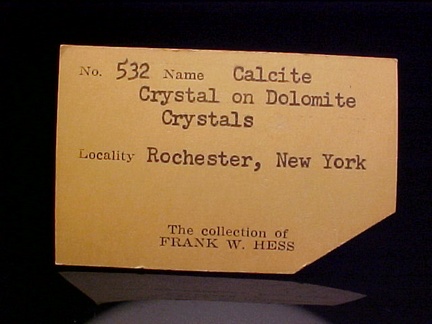 No. 532 Name Calcite
Crystal on Dolomite
Crystals
Locality Rochester, New York
The collection of
FRANK W. HESS